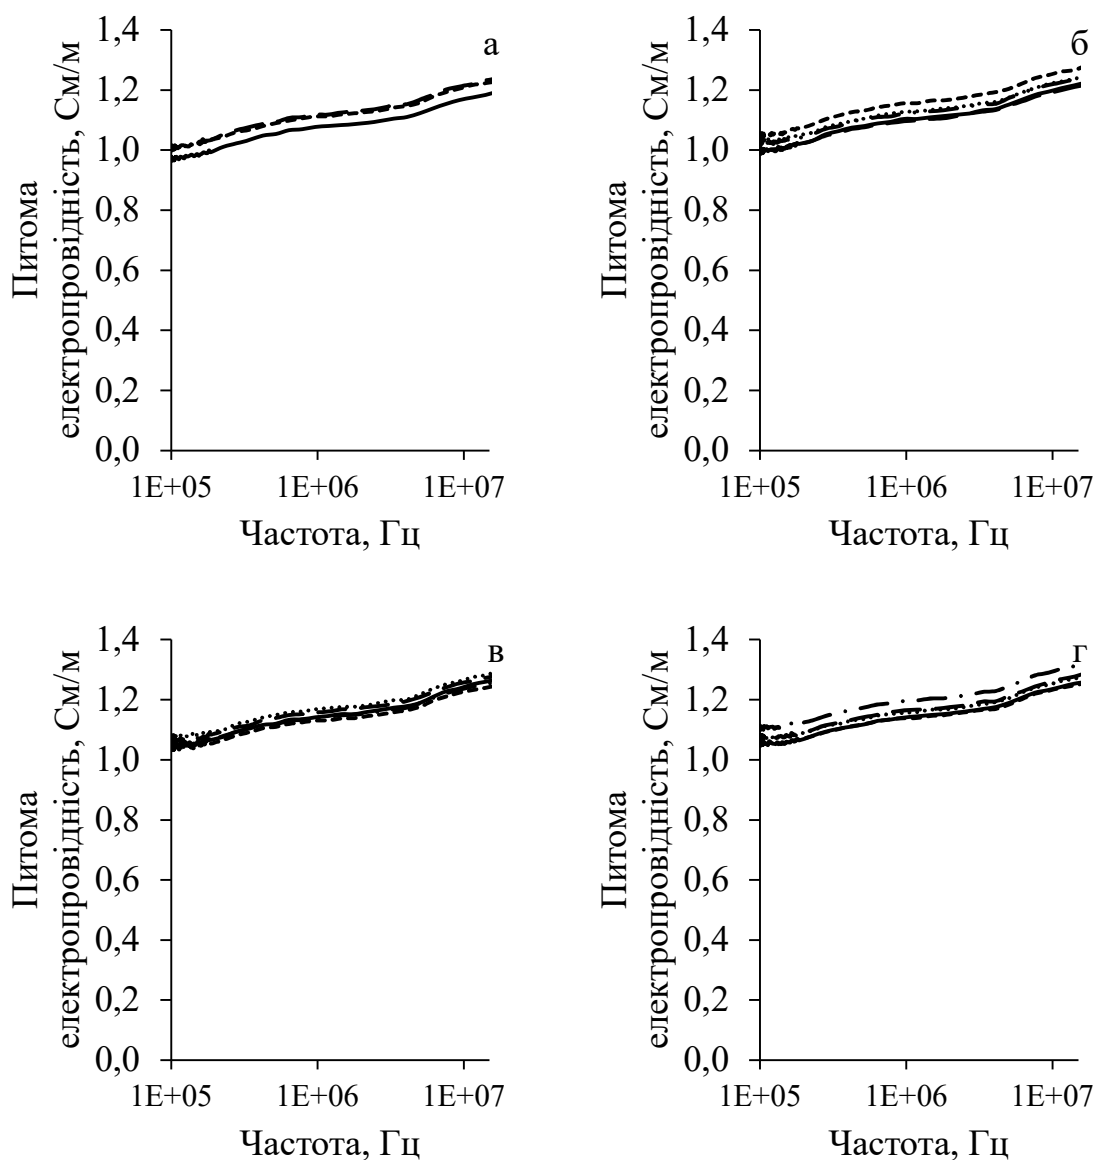 а
Питома
електропровідність, См/м
1,4
1,2
1,0
0,8
0,6
0,4
0,2
0,0
1E+05 1E+06 1E+07
Частота, Гц
б
Питома
електропровідність, См/м
1,4
1,2
1,0
0,8
0,6
0,4
0,2
0,0
1E+05 1E+06 1E+07
Частота, Гц
в
Питома
електропровідність, См/м
1,4
1,2
1,0
0,8
0,6
0,4
0,2
0,0
1E+05 1E+06 1E+07
Частота, Гц
г
Питома
електропровідність, См/м
1,4
1,2
1,0
0,8
0,6
0,4
0,2
0,0
1E+05 1E+06 1E+07
Частота, Гц